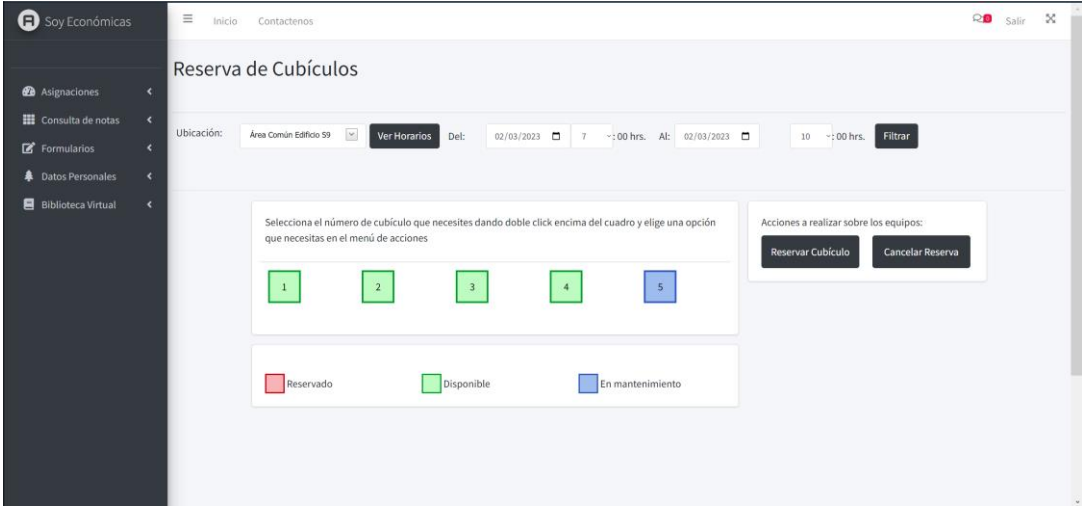 Soy Económicas
Inicio Contactenos
0 Salir
Reserva de Cubículos
Asignaciones
Consulta de notas
Formularios
Datos Personales
Biblioteca Virtual
Ubicación: Área Común Edificio S9 Ver Horarios Del: 02/03/2023 7 : 00 hrs. Al: 02/03/2023 10 : 00 hrs. Filtrar
Selecciona el número de cubículo que necesites dando doble click encima del cuadro y elige una opción
que necesitas en el menú de acciones
1 2 3 4 5
Reservado Disponible En mantenimiento
Acciones a realizar sobre los equipos:
Reservar Cubículo Cancelar Reserva